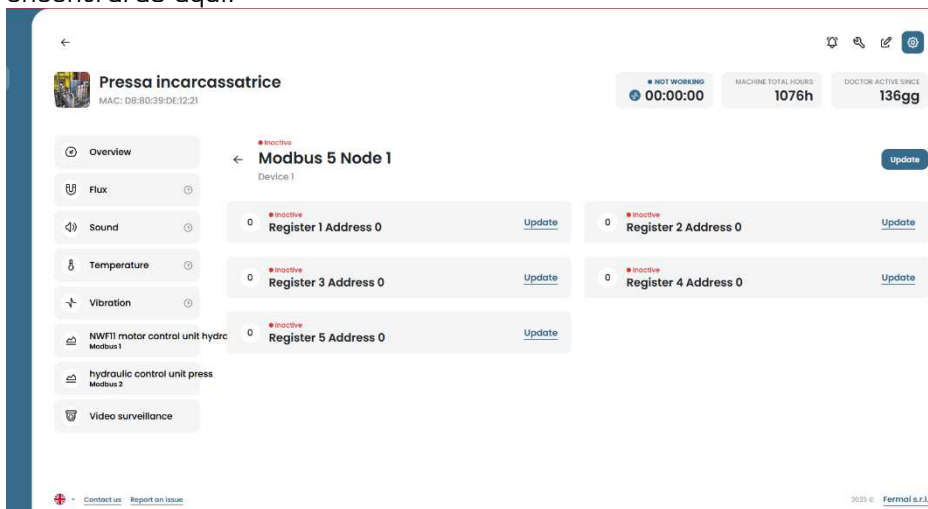 encontrarás aquí:
Pressa incarcassatrice
MAC: D8:80:39:DE:12:21
NOT WORKING
00:00:00
MACHINE TOTAL HOURS
1076h
DOCTOR ACTIVE SINCE
136gg
Overview
Flux
Sound
Temperature
Vibration
NWF11 motor control unit hydrc
Modbus 1
hydraulic control unit press
Modbus 2
Video surveillance
Inactive
Modbus 5 Node 1
Device 1
Update
0
Inactive
Register 1 Address 0
Update
0
Inactive
Register 2 Address 0
Update
0
Inactive
Register 3 Address 0
Update
0
Inactive
Register 4 Address 0
Update
0
Inactive
Register 5 Address 0
Update
Contact us
Report an issue
2025 ©
Fermai s.r.l.